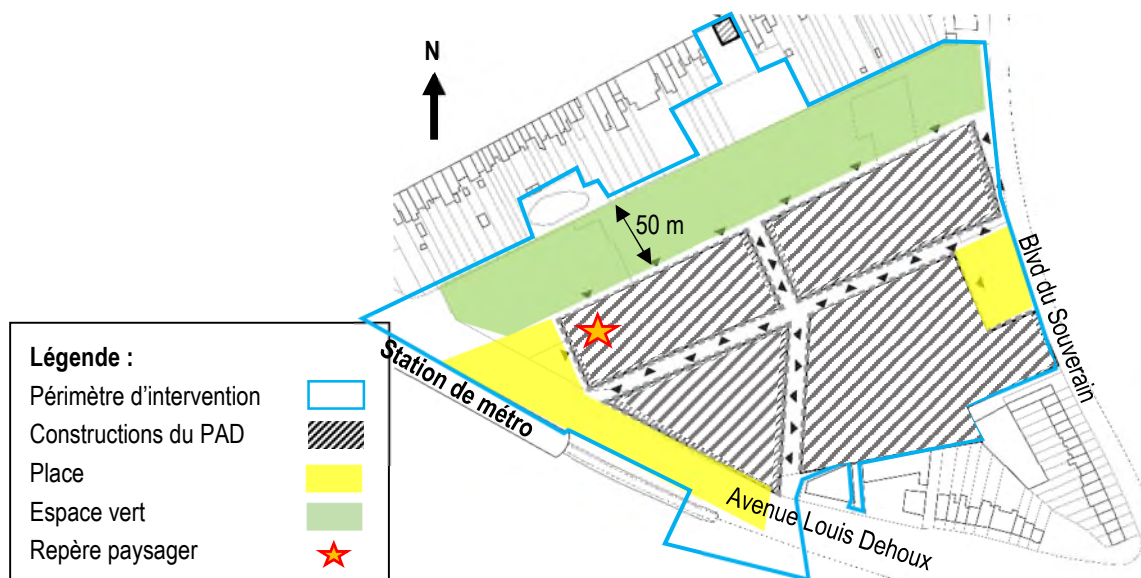 N
50 m
Blvd du Souverain
Station de métro
Avenue Louis Dehoux
Légende :
Périmètre d'intervention
Constructions du PAD
Place
Espace vert
Repère paysager